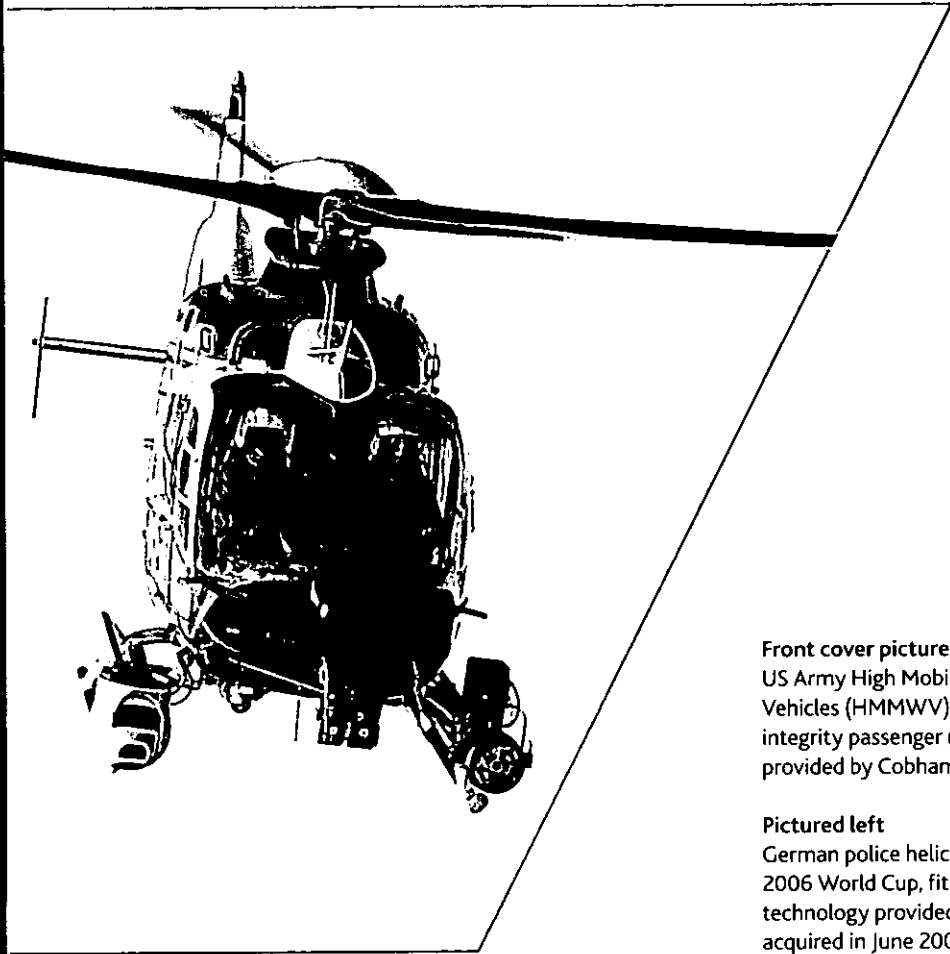 Front cover picture
US Army High Mobi
Vehicles (HMMWV)
integrity passenger
provided by Cobham
Pictured left
German police helic
2006 World Cup, fit
technology provided
acquired in June 200